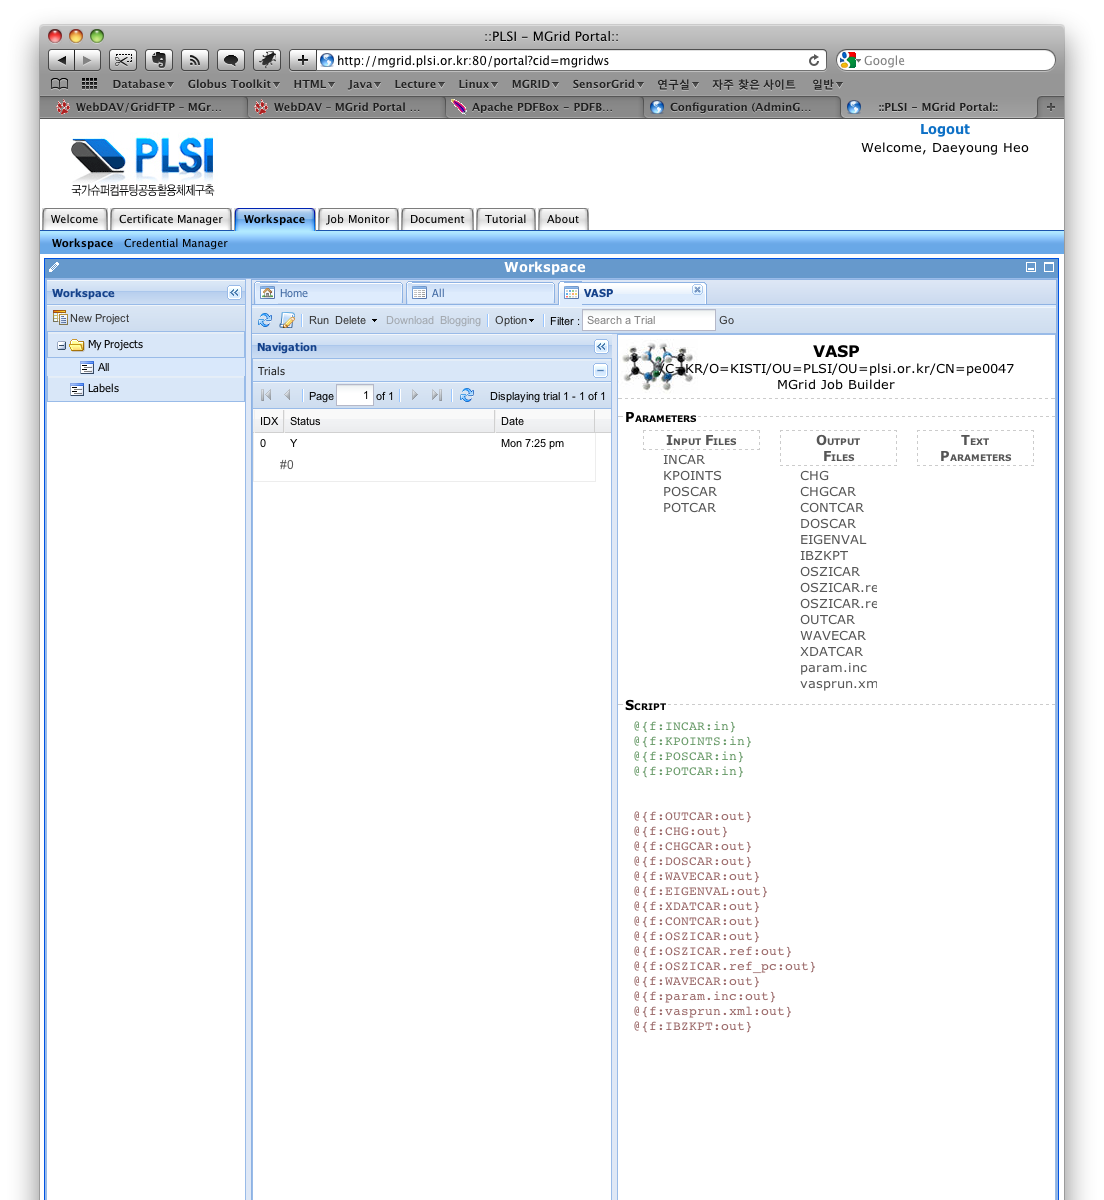 ::PLSI – MGrid Portal::
http://mgrid.plsi.or.kr:80/portal?cid=mgridws
Google
Database Globus Toolkit HTML Java Lecture Linux MGRID SensorGrid 연구실 자주 찾은 사이트 일반
WebDAV/GridFTP – MGr... WebDAV – MGrid Portal ... Apache PDFBox – PDFB... Configuration (AdminG... ::PLSI – MGrid Portal::
Logout
Welcome, Daeyoung Heo
PLSI
국가슈퍼컴퓨팅공동활용체제구축
Welcome Certificate Manager Workspace Job Monitor Document Tutorial About
Workspace Credential Manager
Workspace
Workspace
New Project
My Projects
All
Labels
Home All VASP
Run Delete Download Blogging Option Filter : Search a Trial Go
Navigation
Trials
Page 1 of 1 Displaying trial 1 - 1 of 1
IDX Status Date
0 Y Mon 7:25 pm
#0
VASP
/C=KR/O=KISTI/OU=PLSI/OU=plsi.or.kr/CN=pe0047
MGrid Job Builder
Parameters
Input Files
INCAR
KPOINTS
POSCAR
POTCAR
Output
Files
CHG
CHGCAR
CONTCAR
DOSCAR
EIGENVAL
IBZKPT
OSZICAR
OSZICAR.re
OSZICAR.re
OUTCAR
WAVECAR
XDATCAR
param.inc
vasprun.xm
Text
Parameters
Script
@{f:INCAR:in}
@{f:KPOINTS:in}
@{f:POSCAR:in}
@{f:POTCAR:in}
@{f:OUTCAR:out}
@{f:CHG:out}
@{f:CHGCAR:out}
@{f:DOSCAR:out}
@{f:WAVECAR:out}
@{f:EIGENVAL:out}
@{f:XDATCAR:out}
@{f:CONTCAR:out}
@{f:OSZICAR:out}
@{f:OSZICAR.ref:out}
@{f:OSZICAR.ref_pc:out}
@{f:WAVECAR:out}
@{f:param.inc:out}
@{f:vasprun.xml:out}
@{f:IBZKPT:out}